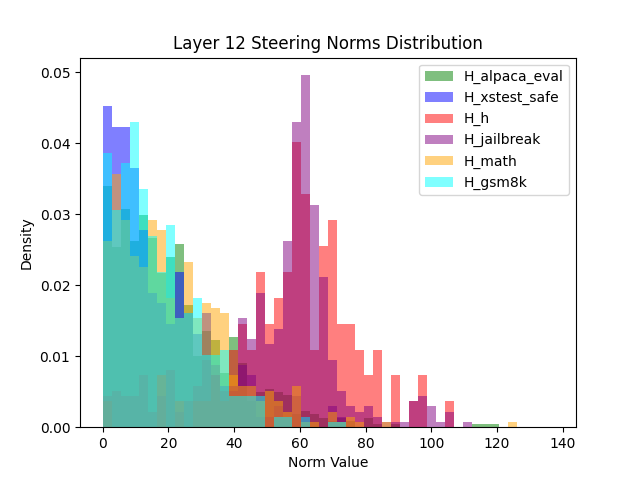 Layer 12 Steering Norms Distribution
H_alpaca_eval
H_xstest_safe
H_h
H_jailbreak
H_math
H_gsm8k
0.05
0.04
0.03
0.02
0.01
0.00
Density
0 20 40 60 80 100 120 140
Norm Value